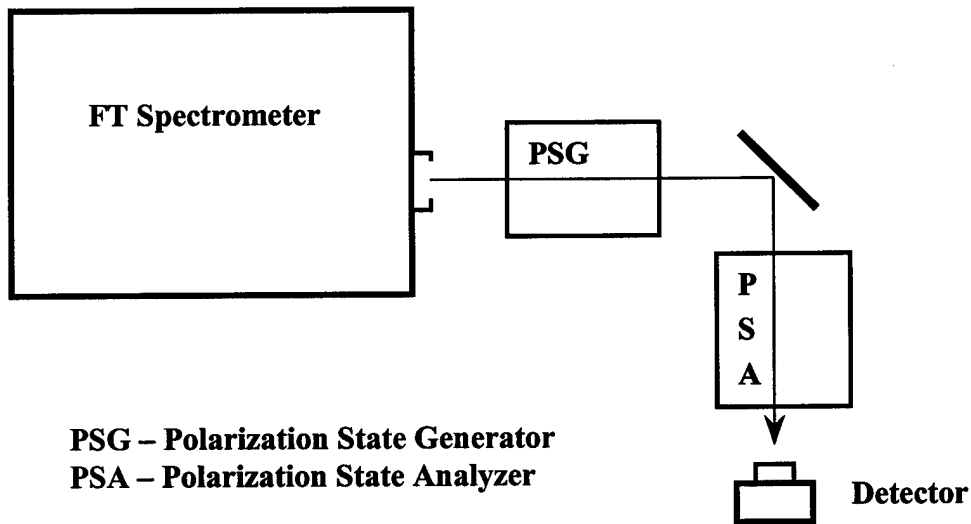 FT Spectrometer
PSG
P
S
A
PSG – Polarization State Generator
PSA – Polarization State Analyzer
Detector